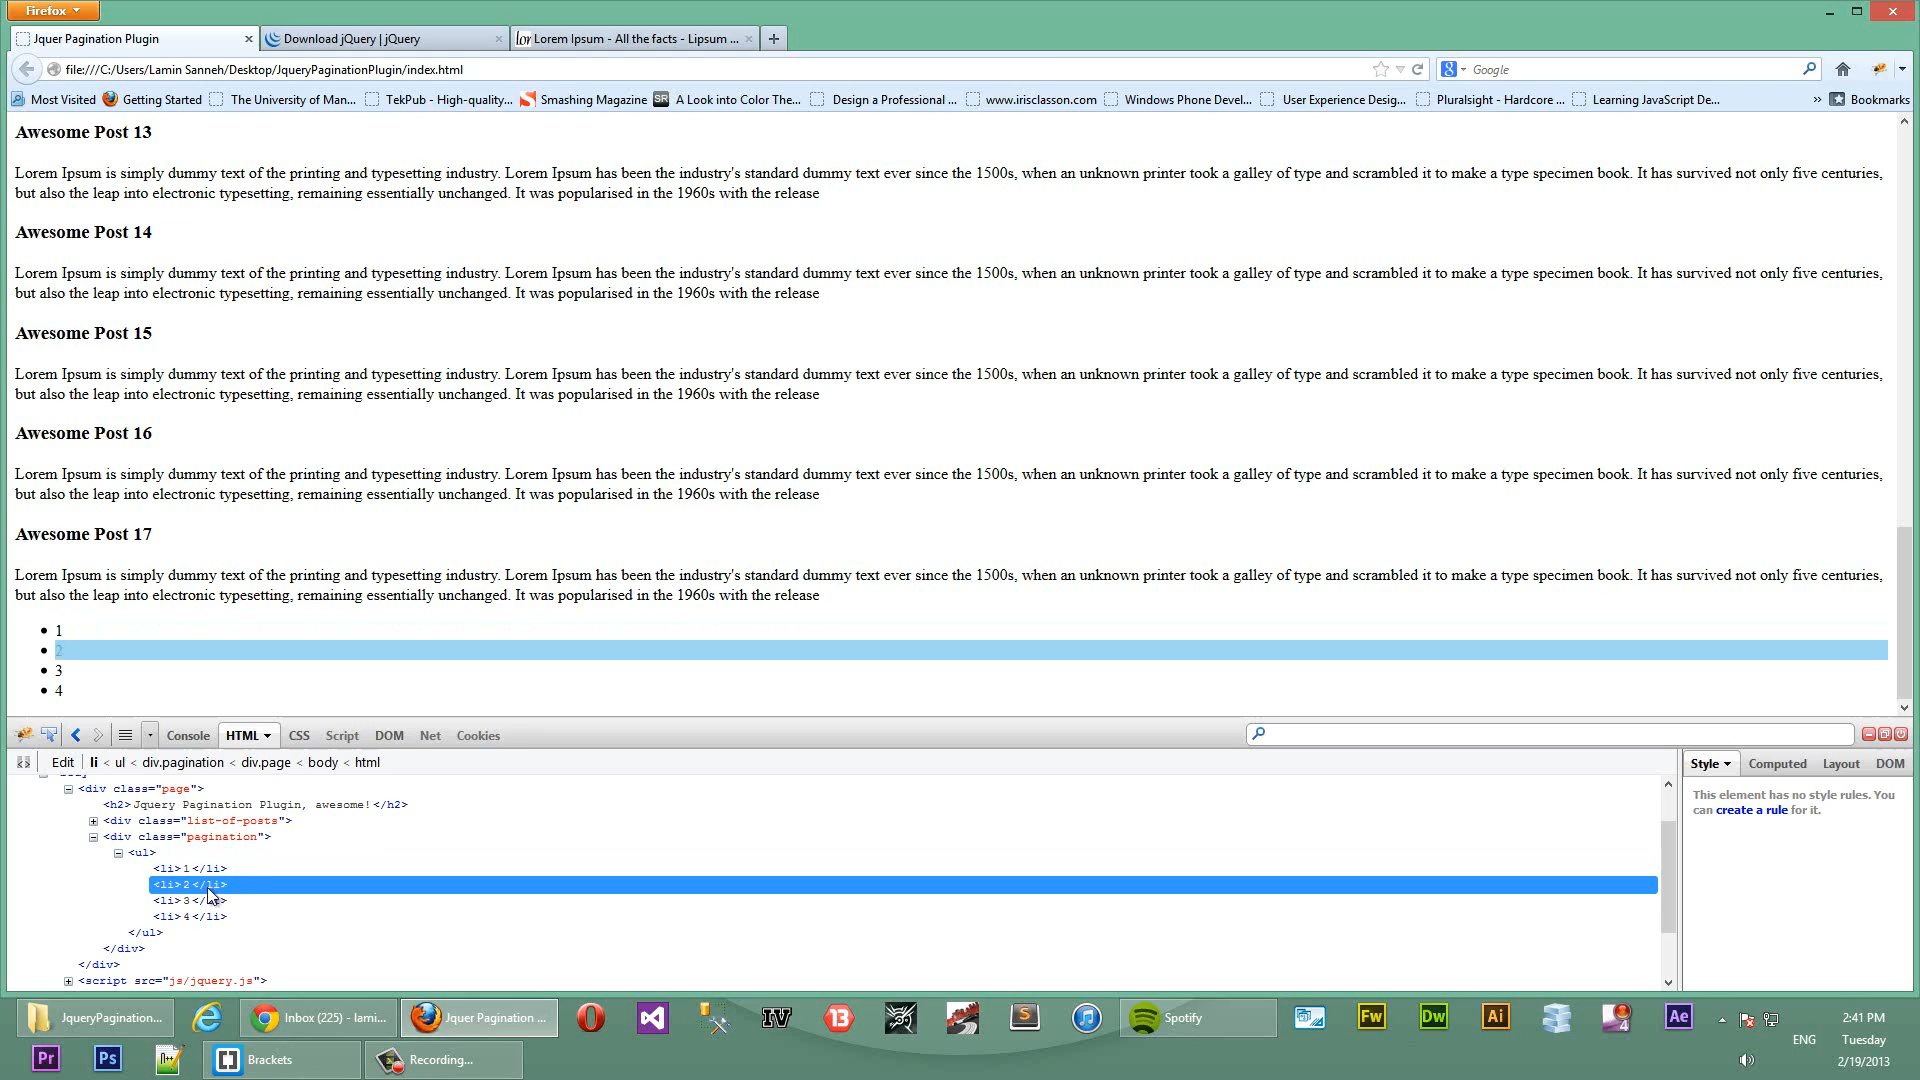 Firefox
Jquer Pagination Plugin
Download jQuery | jQuery
Lorem Ipsum - All the facts - Lipsum ...
file:///C:/Users/Lamin Sanneh/Desktop/JqueryPaginationPlugin/index.html
Google
Most Visited Getting Started The University of Man... TekPub - High-quality... Smashing Magazine SR A Look into Color The... Design a Professional ... www.irisclasson.com Windows Phone Devel... User Experience Desig... Pluralsight - Hardcore ... Learning JavaScript De... » Bookmarks
Awesome Post 13
Lorem Ipsum is simply dummy text of the printing and typesetting industry. Lorem Ipsum has been the industry's standard dummy text ever since the 1500s, when an unknown printer took a galley of type and scrambled it to make a type specimen book. It has survived not only five centuries,
but also the leap into electronic typesetting, remaining essentially unchanged. It was popularised in the 1960s with the release
Awesome Post 14
Lorem Ipsum is simply dummy text of the printing and typesetting industry. Lorem Ipsum has been the industry's standard dummy text ever since the 1500s, when an unknown printer took a galley of type and scrambled it to make a type specimen book. It has survived not only five centuries,
but also the leap into electronic typesetting, remaining essentially unchanged. It was popularised in the 1960s with the release
Awesome Post 15
Lorem Ipsum is simply dummy text of the printing and typesetting industry. Lorem Ipsum has been the industry's standard dummy text ever since the 1500s, when an unknown printer took a galley of type and scrambled it to make a type specimen book. It has survived not only five centuries,
but also the leap into electronic typesetting, remaining essentially unchanged. It was popularised in the 1960s with the release
Awesome Post 16
Lorem Ipsum is simply dummy text of the printing and typesetting industry. Lorem Ipsum has been the industry's standard dummy text ever since the 1500s, when an unknown printer took a galley of type and scrambled it to make a type specimen book. It has survived not only five centuries,
but also the leap into electronic typesetting, remaining essentially unchanged. It was popularised in the 1960s with the release
Awesome Post 17
Lorem Ipsum is simply dummy text of the printing and typesetting industry. Lorem Ipsum has been the industry's standard dummy text ever since the 1500s, when an unknown printer took a galley of type and scrambled it to make a type specimen book. It has survived not only five centuries,
but also the leap into electronic typesetting, remaining essentially unchanged. It was popularised in the 1960s with the release
• 1
• 2
• 3
• 4
Console HTML CSS Script DOM Net Cookies
Edit li < ul < div.pagination < div.page < body < html
Style Computed Layout DOM
This element has no style rules. You
can create a rule for it.
<div class="page">
<h2>Jquery Pagination Plugin, awesome!</h2>
<div class="list-of-posts">
<div class="pagination">
<ul>
<li>1</li>
<li>2</li>
<li>3</li>
<li>4</li>
</ul>
</div>
</div>
<script src="js/jquery.js">
JqueryPagination...
Inbox (225) - lami...
Jquer Pagination ...
IV
13
S
Spotify
Fw
Dw
Ai
4
Ae
ENG
2:41 PM
Tuesday
2/19/2013
Pr
Ps
Brackets
Recording...